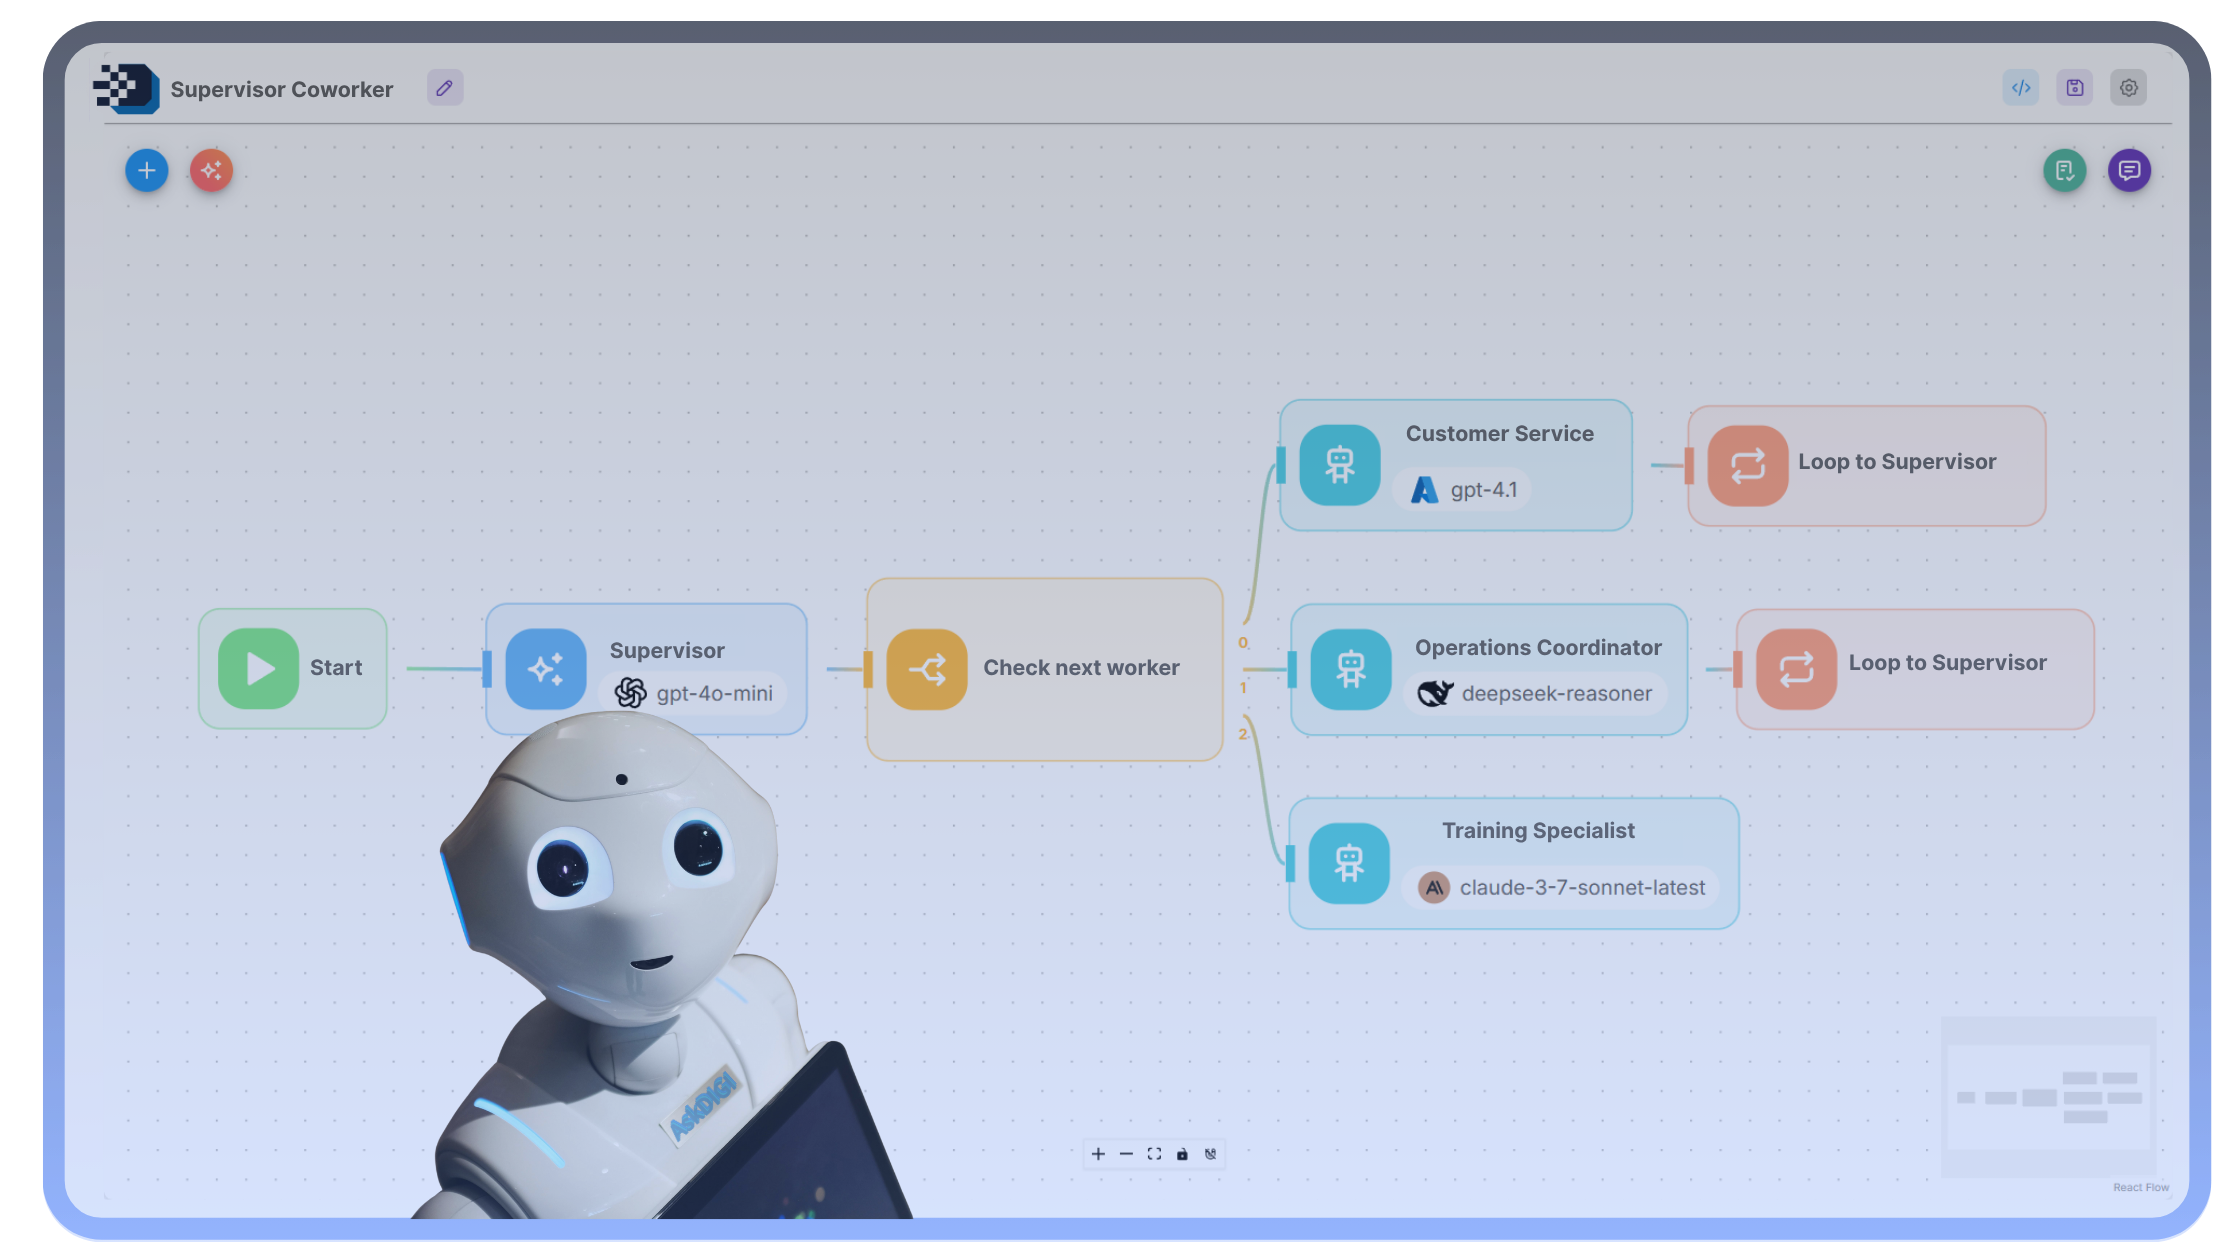 Supervisor Coworker
Customer Service
gpt-4.1
Loop to Supervisor
Start
Supervisor
gpt-4o-mini
Check next worker
0
1
2
Operations Coordinator
deepseek-reasoner
Loop to Supervisor
Training Specialist
claude-3-7-sonnet-latest
AskDIGI
React Flow